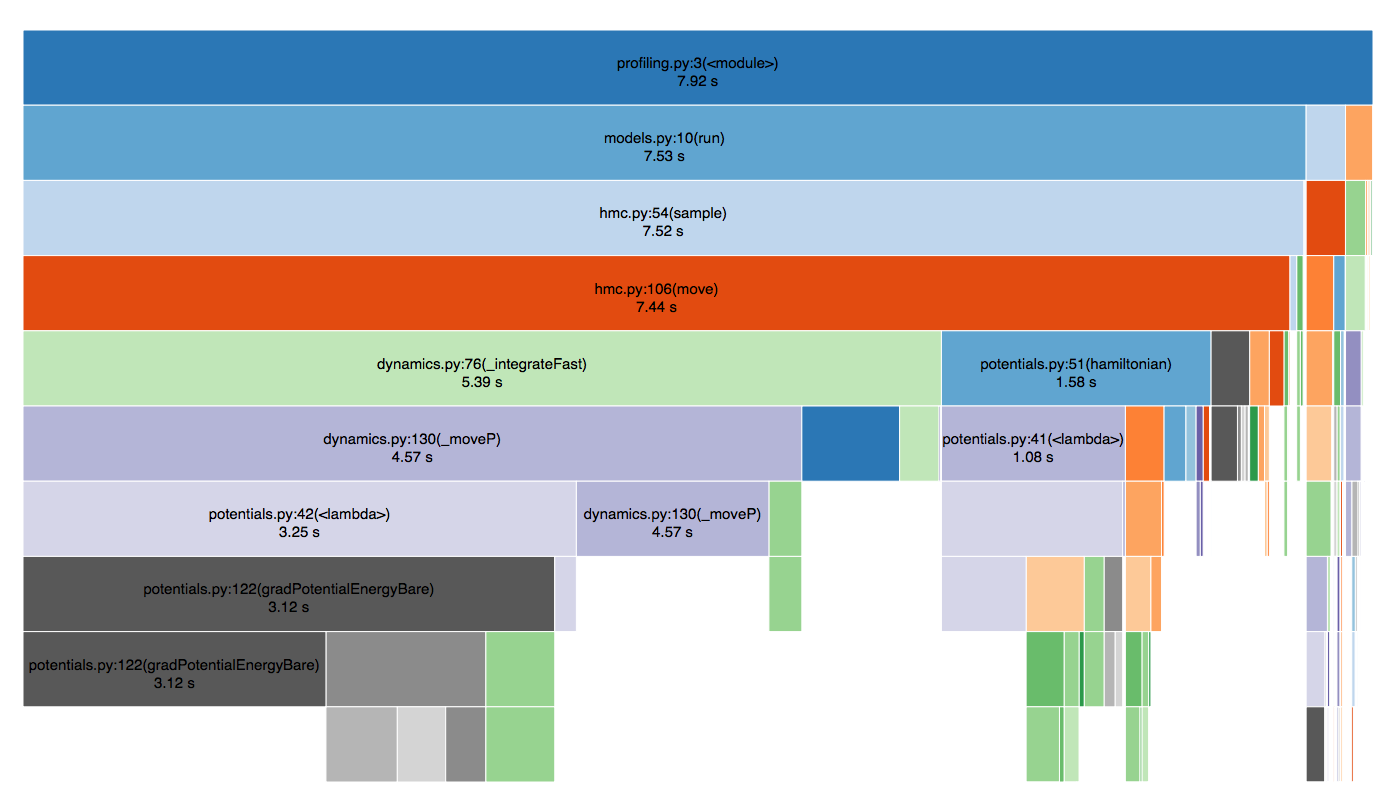 profiling.py:3(<module>)
7.92 s
models.py:10(run)
7.53 s
hmc.py:54(sample)
7.52 s
hmc.py:106(move)
7.44 s
dynamics.py:76(_integrateFast)
5.39 s
potentials.py:51(hamiltonian)
1.58 s
dynamics.py:130(_moveP)
4.57 s
potentials.py:41(<lambda>)
1.08 s
potentials.py:42(<lambda>)
3.25 s
dynamics.py:130(_moveP)
4.57 s
potentials.py:122(gradPotentialEnergyBare)
3.12 s
potentials.py:122(gradPotentialEnergyBare)
3.12 s